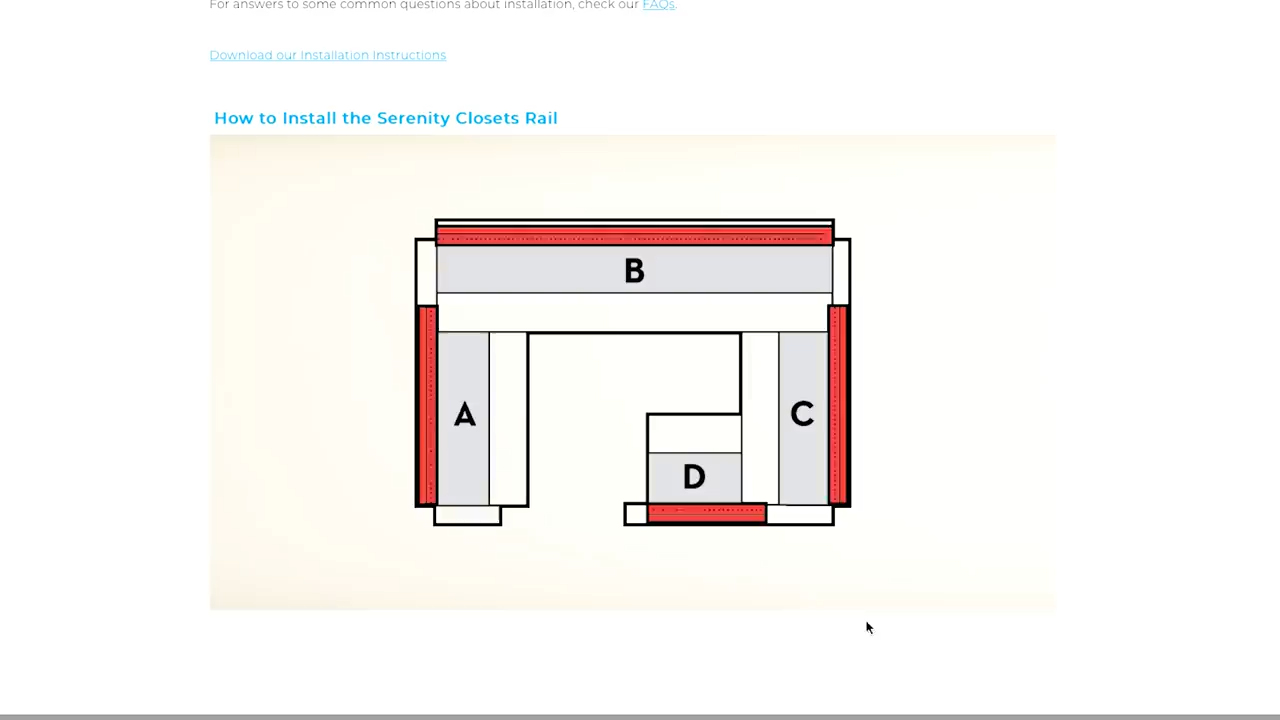 For answers to some common questions about installation, check our FAQs.
Download our Installation Instructions
How to Install the Serenity Closets Rail
B
A
C
D